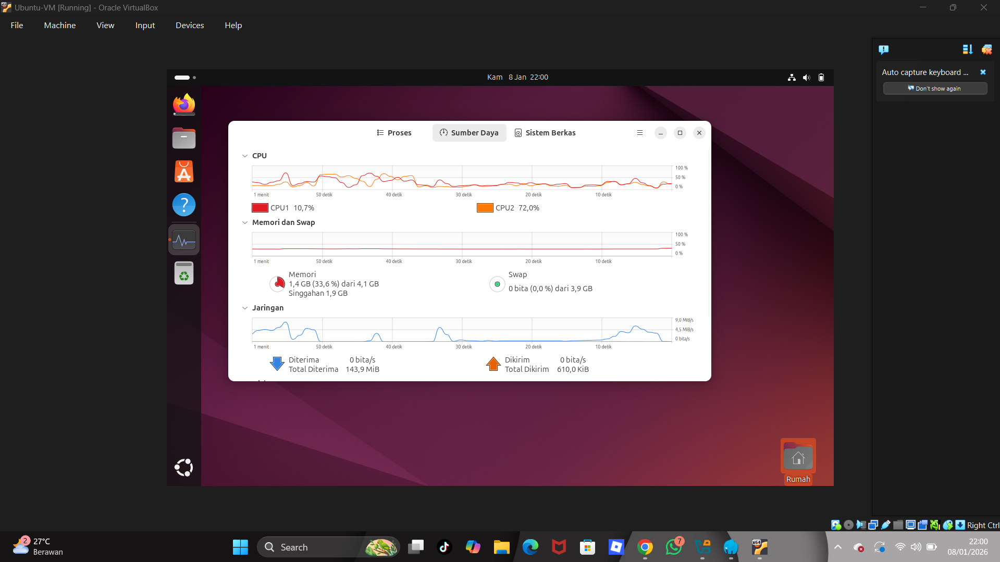 Ubuntu-VM [Running] - Oracle VirtualBox
File Machine View Input Devices Help
Auto capture keyboard ...
Don't show again
Kam 8 Jan 22:00
Proses Sumber Daya Sistem Berkas
CPU
100 %
50 %
0 %
1 menit 50 detik 40 detik 30 detik 20 detik 10 detik
CPU1 10,7% CPU2 72,0%
Memori dan Swap
100 %
50 %
0 %
1 menit 50 detik 40 detik 30 detik 20 detik 10 detik
Memori
1,4 GB (33,6 %) dari 4,1 GB
Singgahan 1,9 GB
Swap
0 bita (0,0 %) dari 3,9 GB
Jaringan
9,0 MiB/s
4,5 MiB/s
0 bita/s
1 menit 50 detik 40 detik 30 detik 20 detik 10 detik
Diterima 0 bita/s
Total Diterima 143,9 MiB
Dikirim 0 bita/s
Total Dikirim 610,0 KiB
Rumah
Right Ctrl
2
27°C
Berawan
Search
x64
7
22:00
08/01/2026